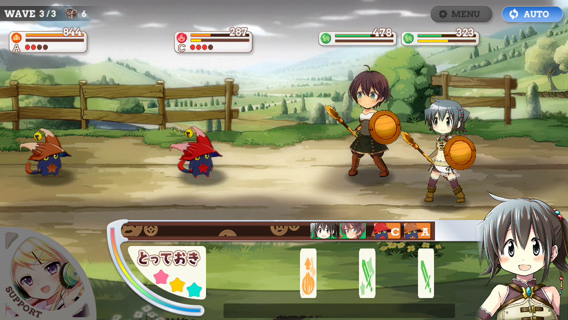 WAVE 3/3 6
MENU
AUTO
844
A
287
C
478
323
C A
とっておき
SUPPORT